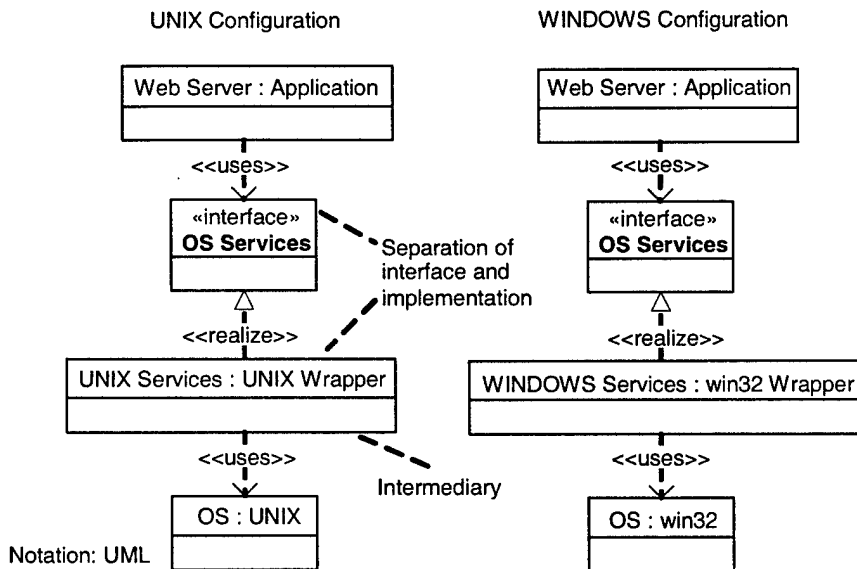 UNIX Configuration
WINDOWS Configuration
Web Server : Application
Web Server : Application
<<uses>>
<<uses>>
«interface»
OS Services
«interface»
OS Services
Separation of
interface and
implementation
<<realize>>
<<realize>>
UNIX Services : UNIX Wrapper
WINDOWS Services : win32 Wrapper
<<uses>>
<<uses>>
Intermediary
OS : UNIX
OS : win32
Notation: UML